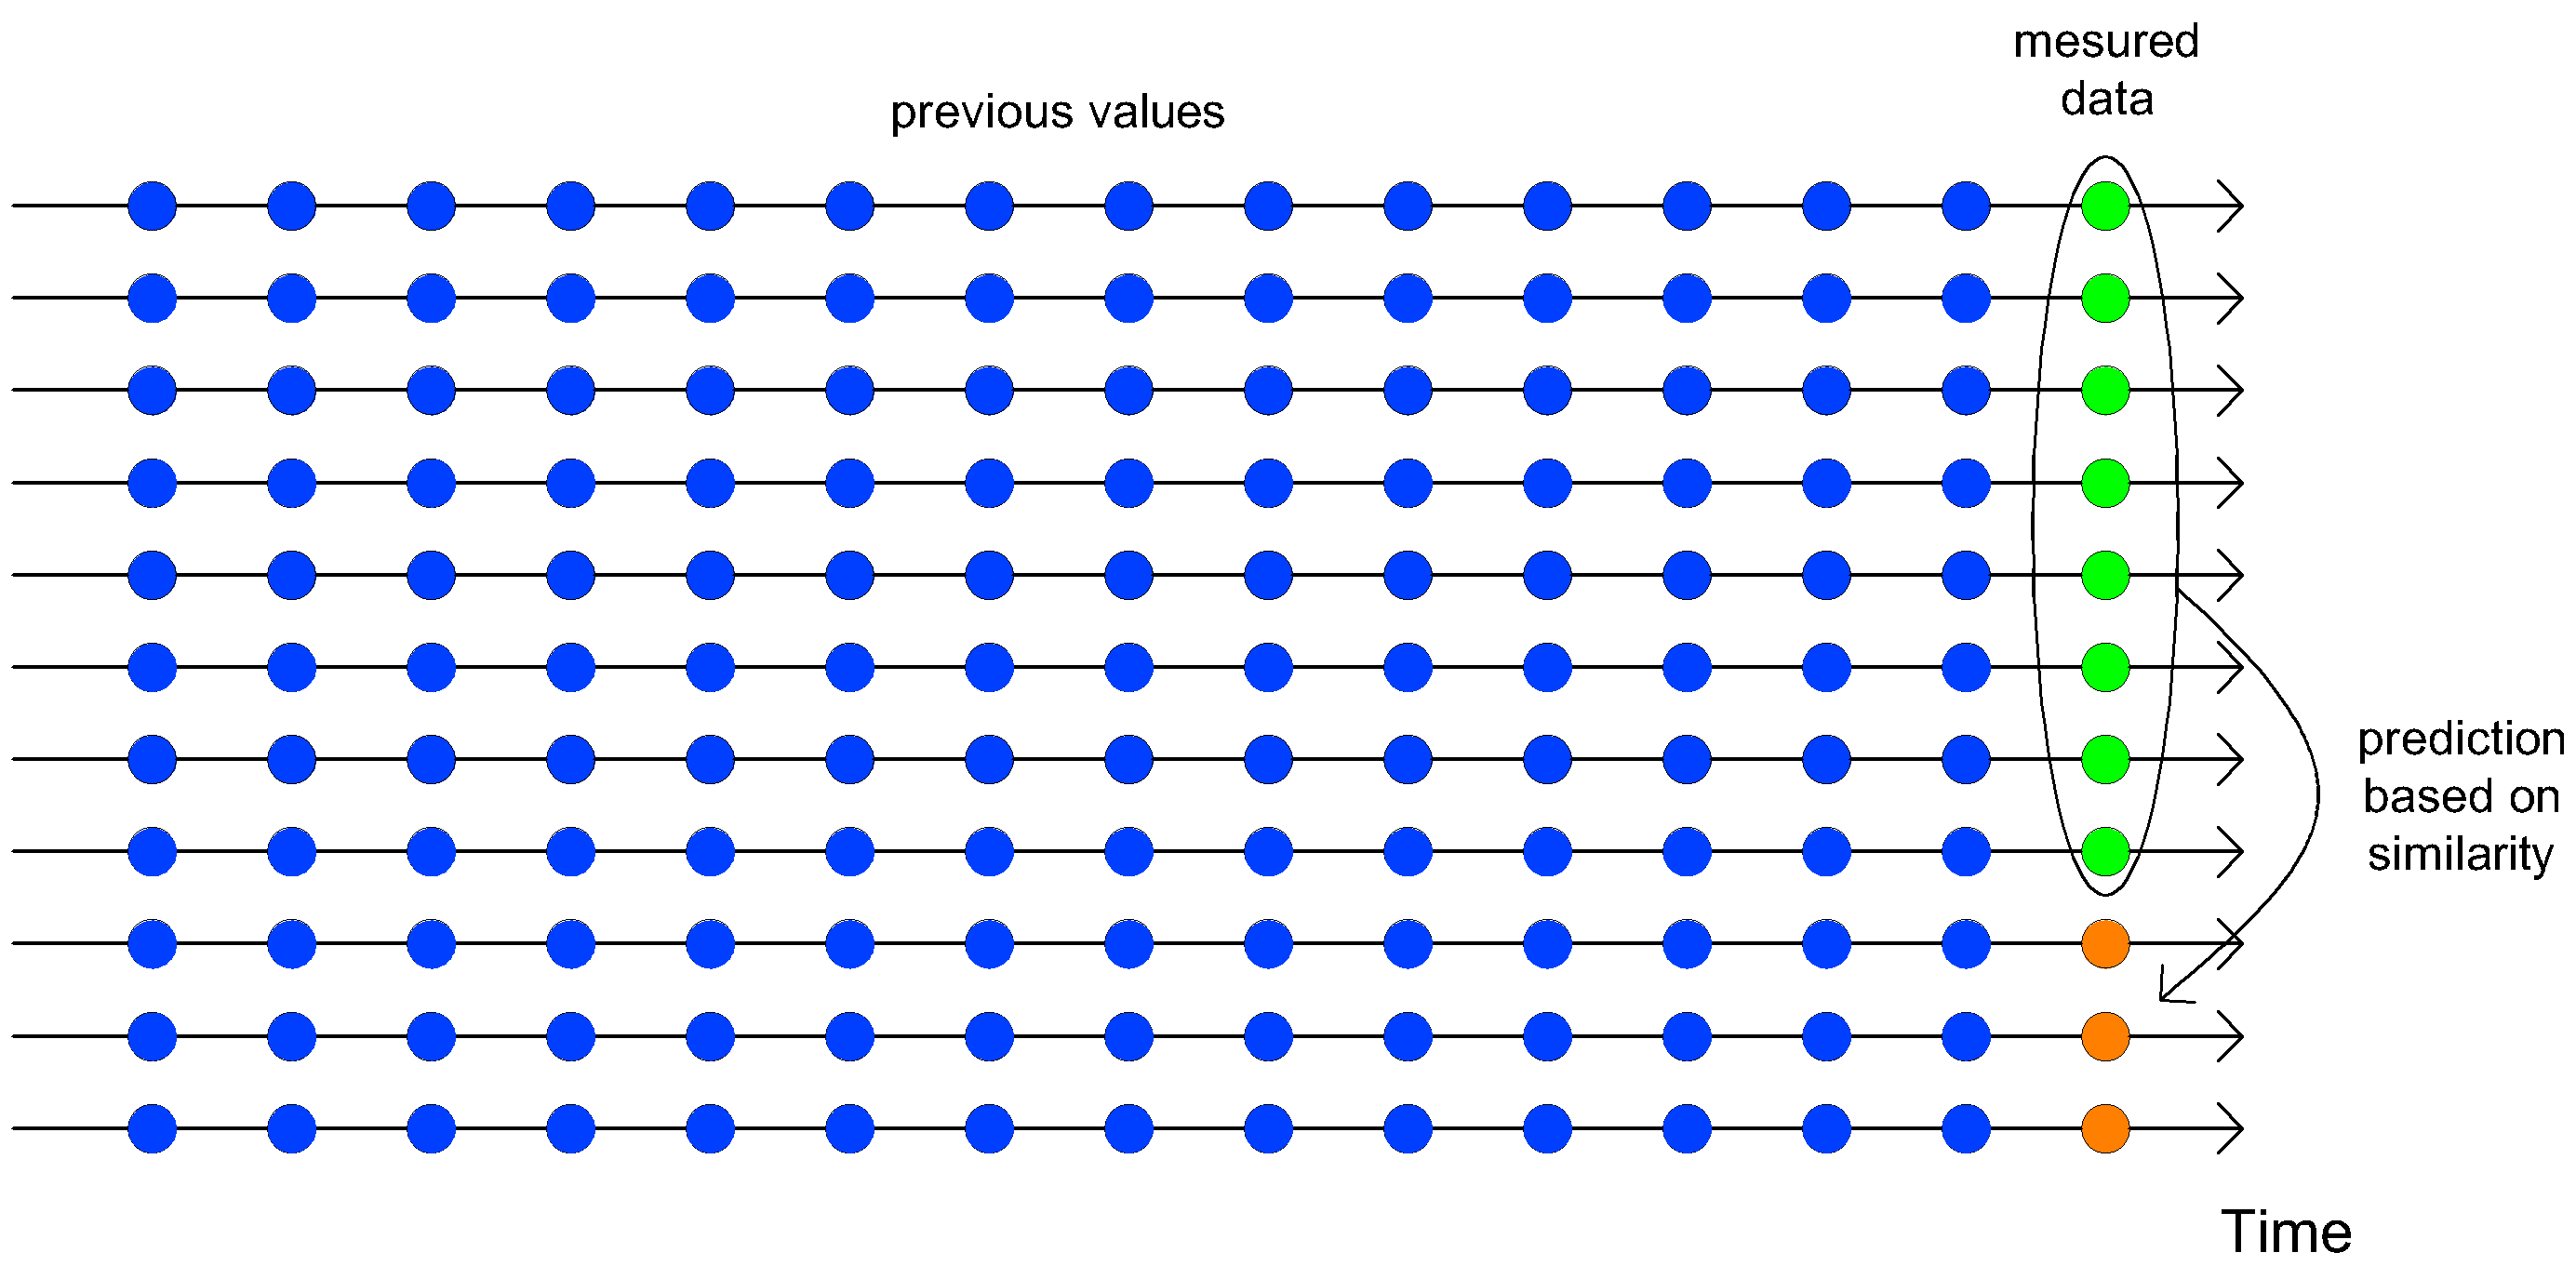 mesured
data
previous values
prediction
based on
similarity
Time